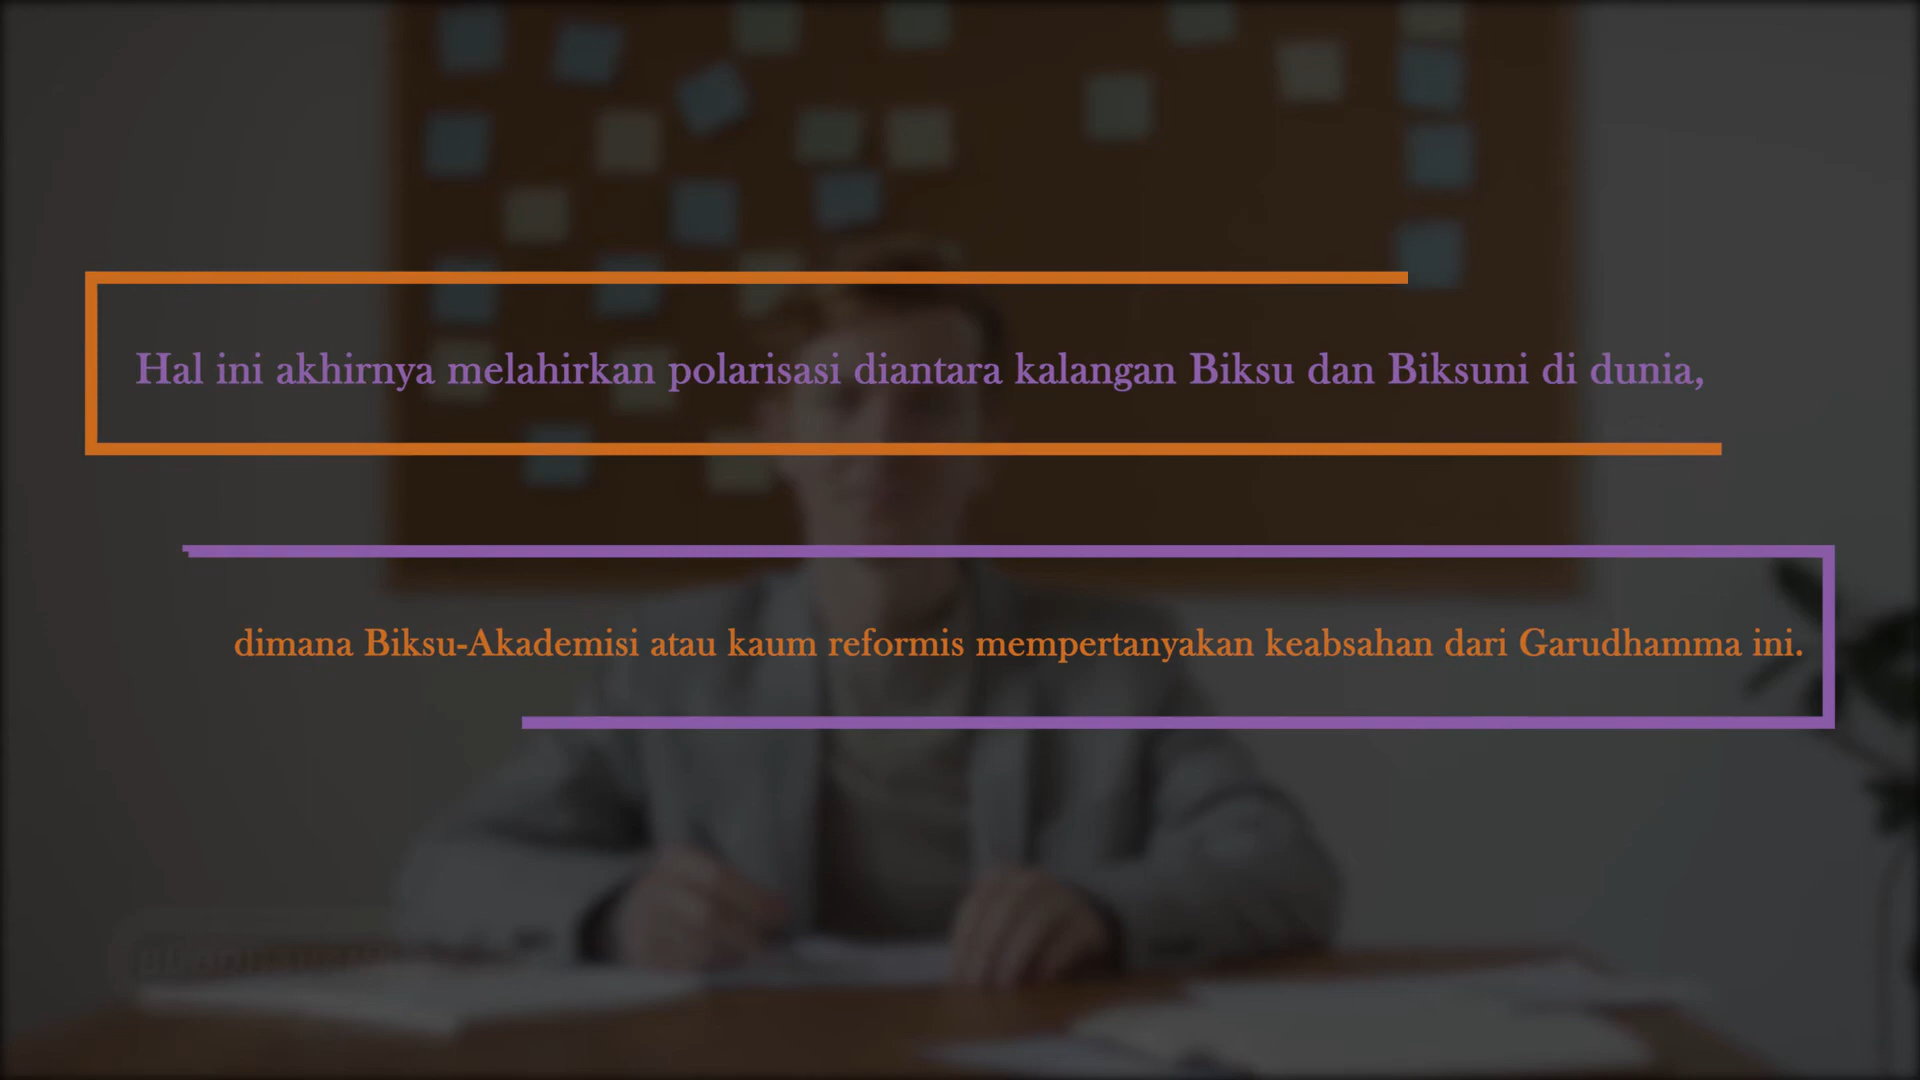 Hal ini akhirnya melahirkan polarisasi diantara kalangan Biksu dan Biksuni di dunia,
dimana Biksu-Akademisi atau kaum reformis mempertanyakan keabsahan dari Garudhamma ini.